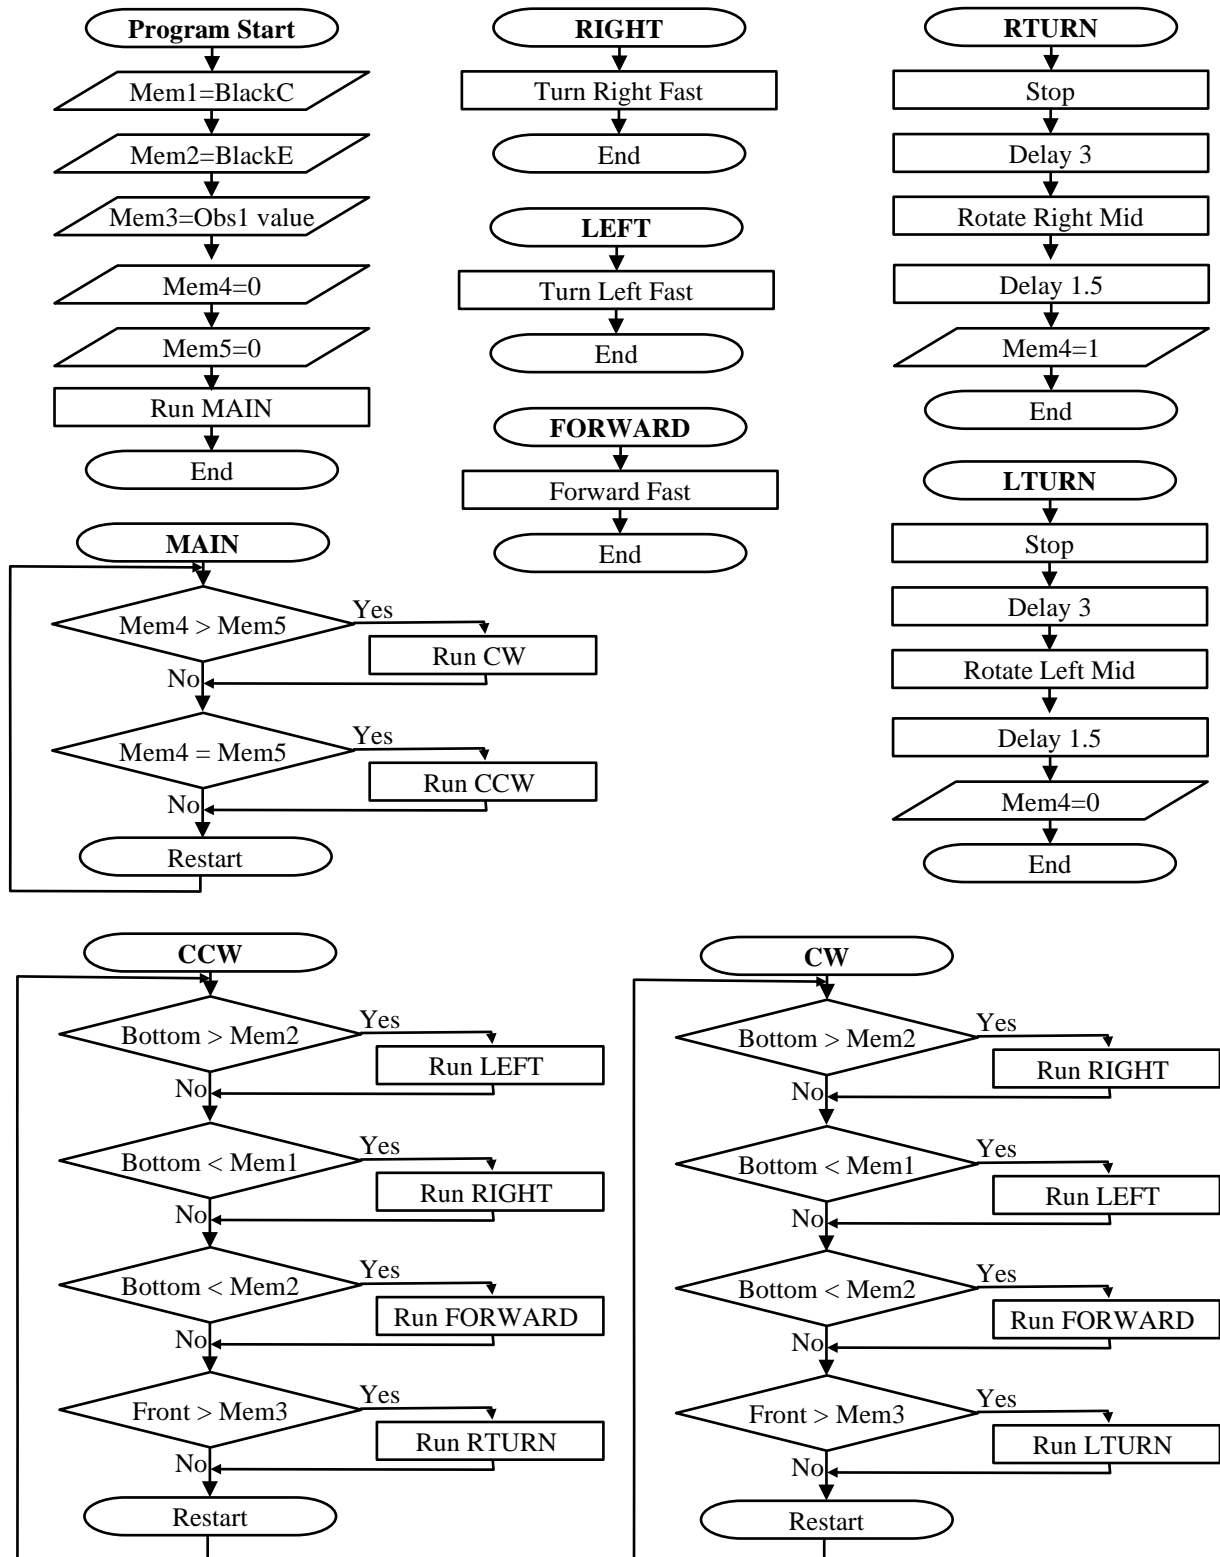 Program Start
Mem1=BlackC
Mem2=BlackE
Mem3=Obs1 value
Mem4=0
Mem5=0
Run MAIN
End
RIGHT
Turn Right Fast
End
LEFT
Turn Left Fast
End
FORWARD
Forward Fast
End
RTURN
Stop
Delay 3
Rotate Right Mid
Delay 1.5
Mem4=1
End
LTURN
Stop
Delay 3
Rotate Left Mid
Delay 1.5
Mem4=0
End
MAIN
Mem4 > Mem5
Yes
Run CW
No
Mem4 = Mem5
Yes
Run CCW
No
Restart
CCW
Bottom > Mem2
Yes
Run LEFT
No
Bottom < Mem1
Yes
Run RIGHT
No
Bottom < Mem2
Yes
Run FORWARD
No
Front > Mem3
Yes
Run RTURN
No
Restart
CW
Bottom > Mem2
Yes
Run RIGHT
No
Bottom < Mem1
Yes
Run LEFT
No
Bottom < Mem2
Yes
Run FORWARD
No
Front > Mem3
Yes
Run LTURN
No
Restart